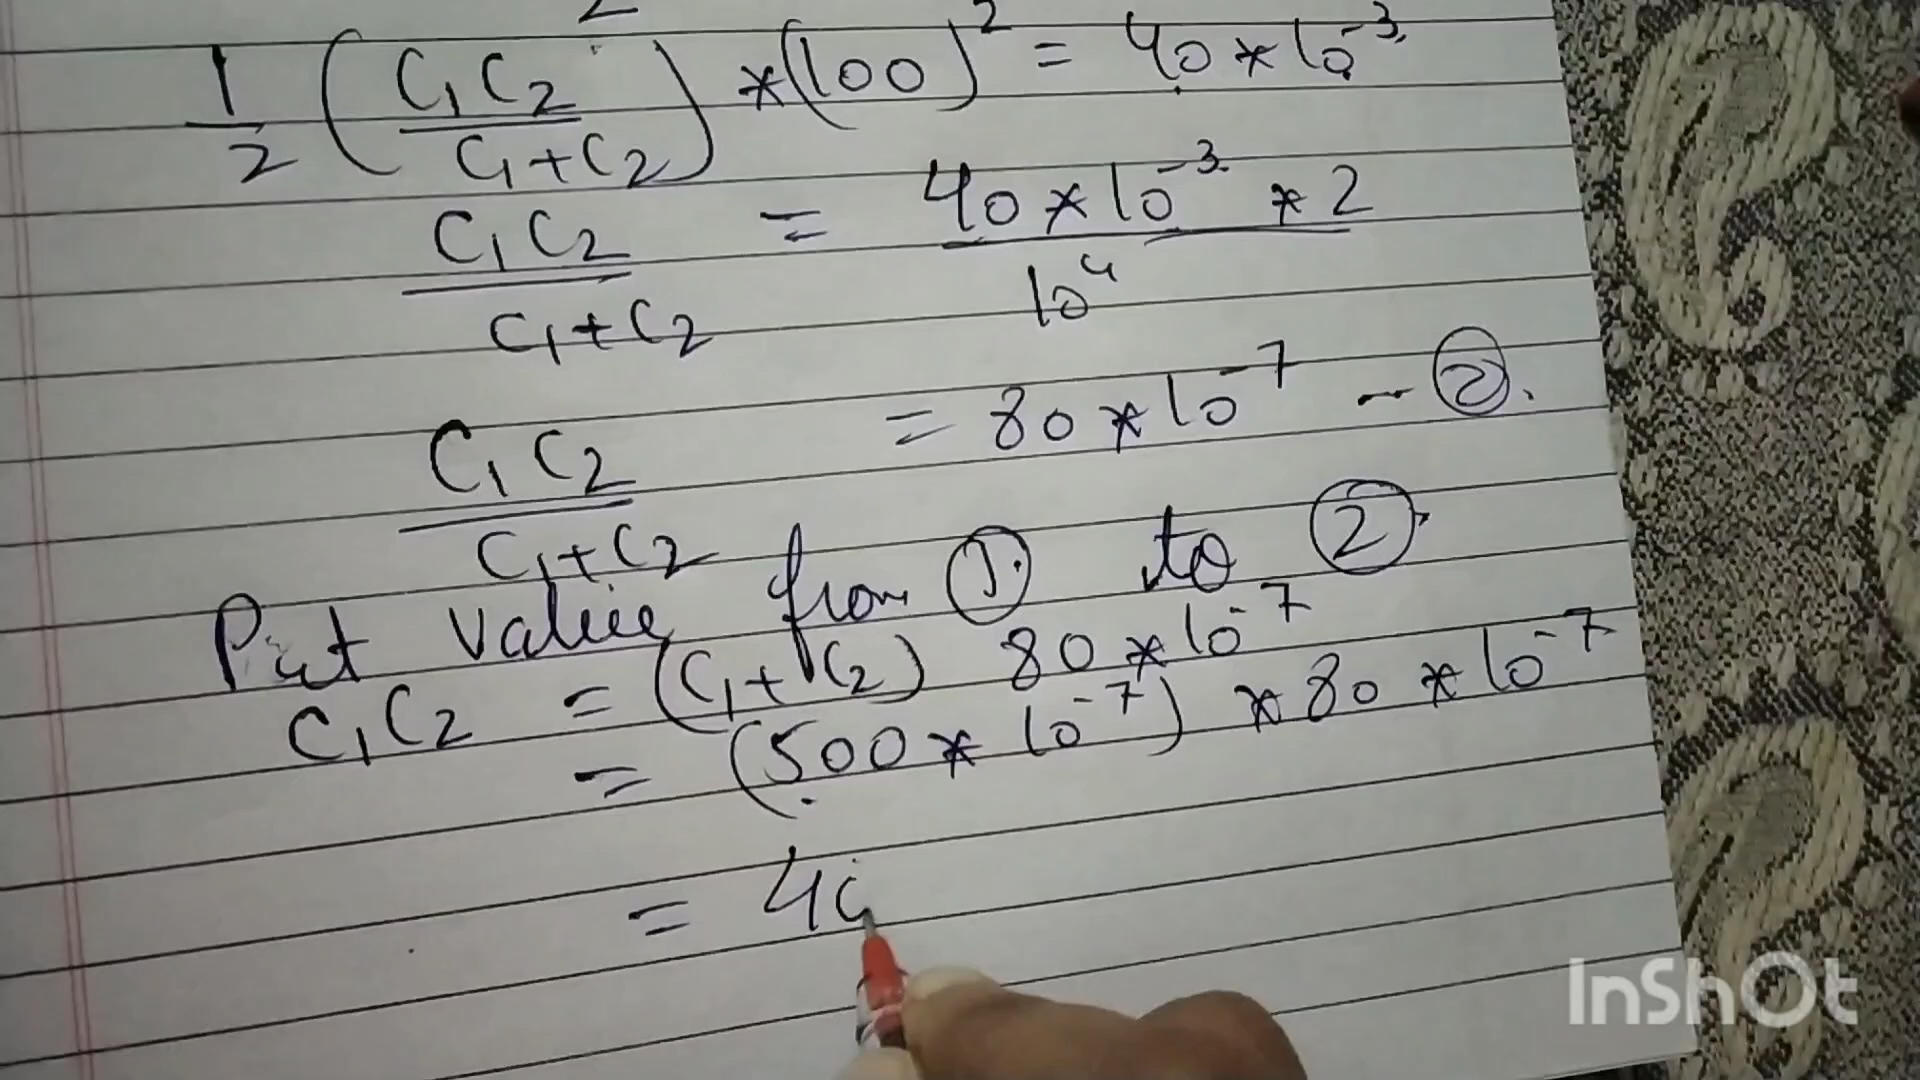 1/2 (C1C2/C1+C2) * (100)^2 = 40 * 10^-3
C1C2/C1+C2 = 40 * 10^-3 * 2/10^4
C1C2/C1+C2 = 80 * 10^-7 - ②.
Put value from ① to ②.
C1C2 = (C1+C2) 80 * 10^-7
= (500 * 10^-7) * 80 * 10^-7
= 40
InShOt